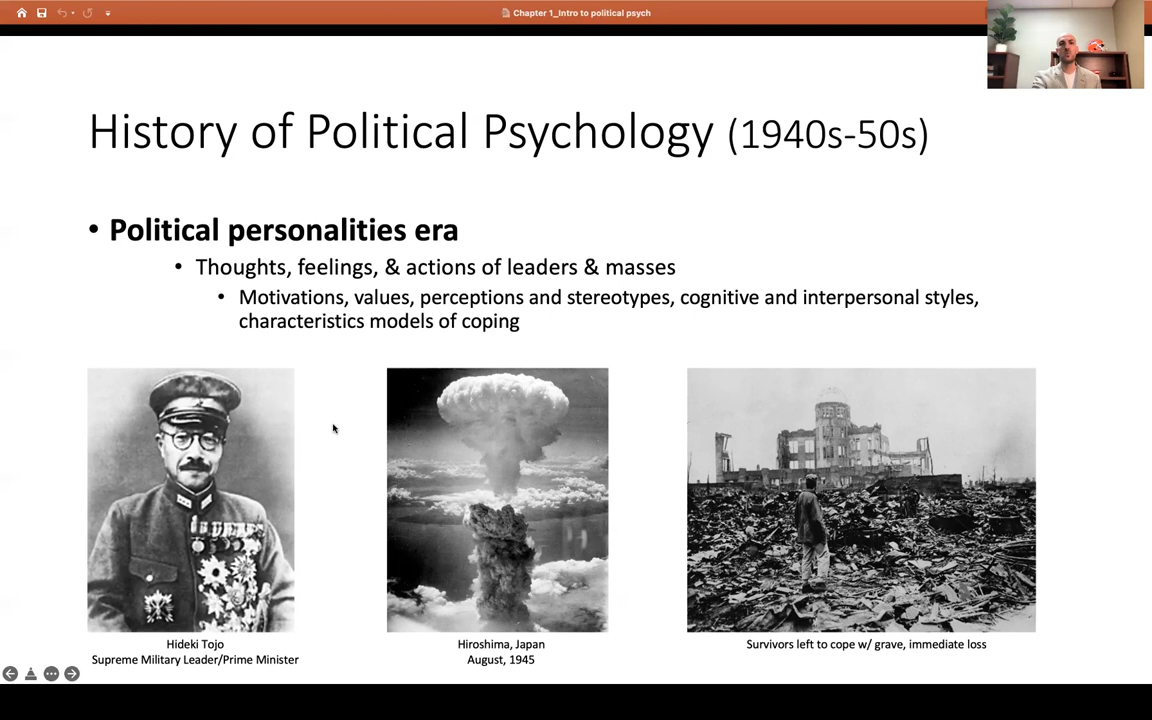 Chapter 1_Intro to political psych
History of Political Psychology (1940s-50s)
• Political personalities era
• Thoughts, feelings, & actions of leaders & masses
• Motivations, values, perceptions and stereotypes, cognitive and interpersonal styles,
characteristics models of coping
Hideki Tojo
Supreme Military Leader/Prime Minister
Hiroshima, Japan
August, 1945
Survivors left to cope w/ grave, immediate loss